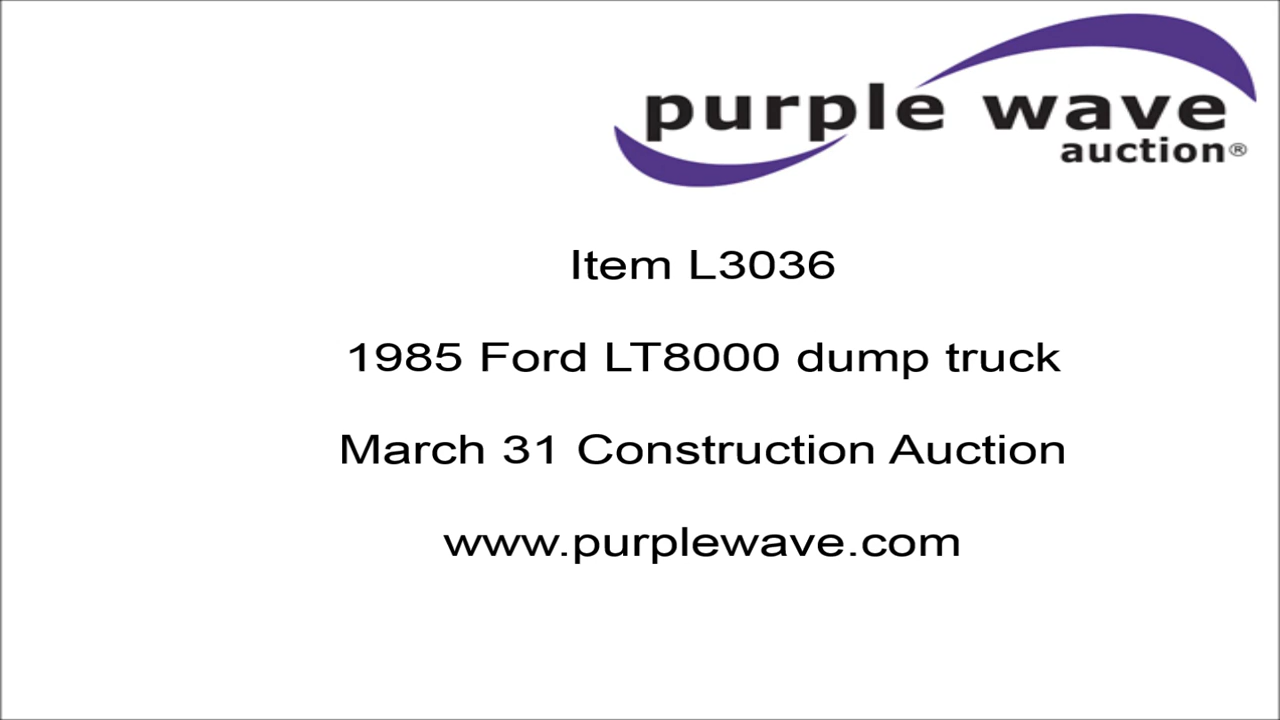 purple wave
auction®
Item L3036
1985 Ford LT8000 dump truck
March 31 Construction Auction
www.purplewave.com